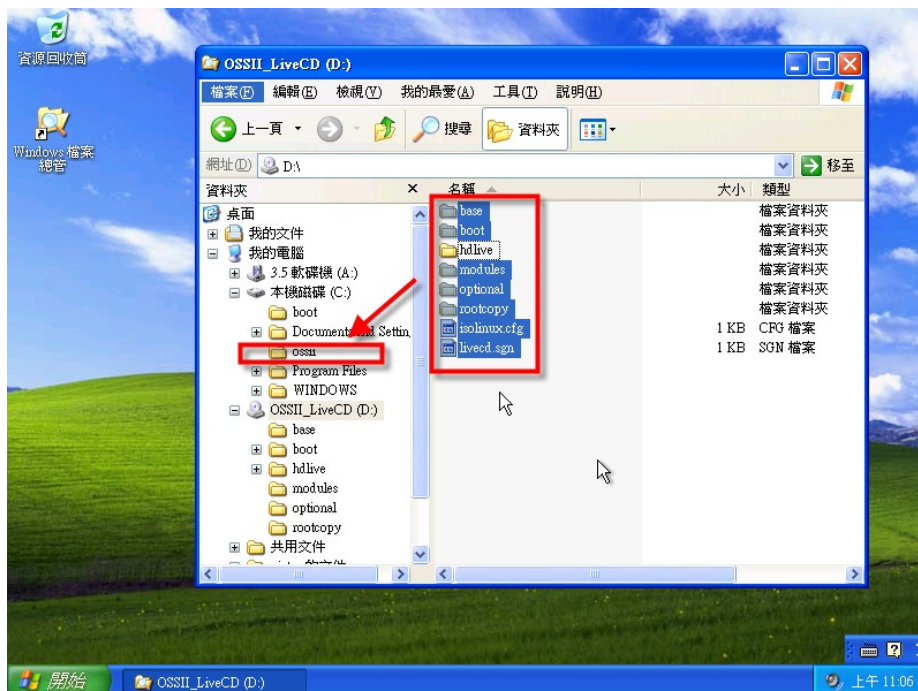 資源回收筒
Windows 檔案
總管
OSSII_LiveCD (D:)
檔案(F) 編輯(E) 檢視(V) 我的最愛(A) 工具(T) 說明(H)
上一頁 搜尋 資料夾
網址(D) D:\ 移至
資料夾 × 名稱 大小 類型
桌面
我的文件
我的電腦
3.5 軟碟機 (A:)
本機磁碟 (C:)
boot
Documents and Settin
ossii
Program Files
WINDOWS
OSSII_LiveCD (D:)
base
boot
hdlive
modules
optional
rootcopy
共用文件
base 檔案資料夾
boot 檔案資料夾
hdlive 檔案資料夾
modules 檔案資料夾
optional 檔案資料夾
rootcopy 檔案資料夾
isolinux.cfg 1 KB CFG 檔案
livecd.sgn 1 KB SGN 檔案
開始 OSSII_LiveCD (D:) 上午 11:06